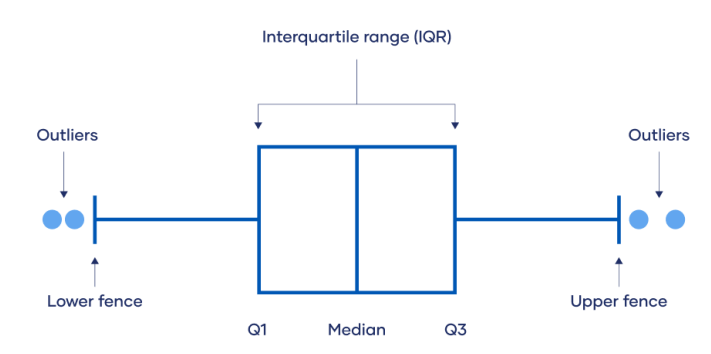 Interquartile range (IQR)
Outliers
Outliers
Lower fence
Upper fence
Q1
Median
Q3